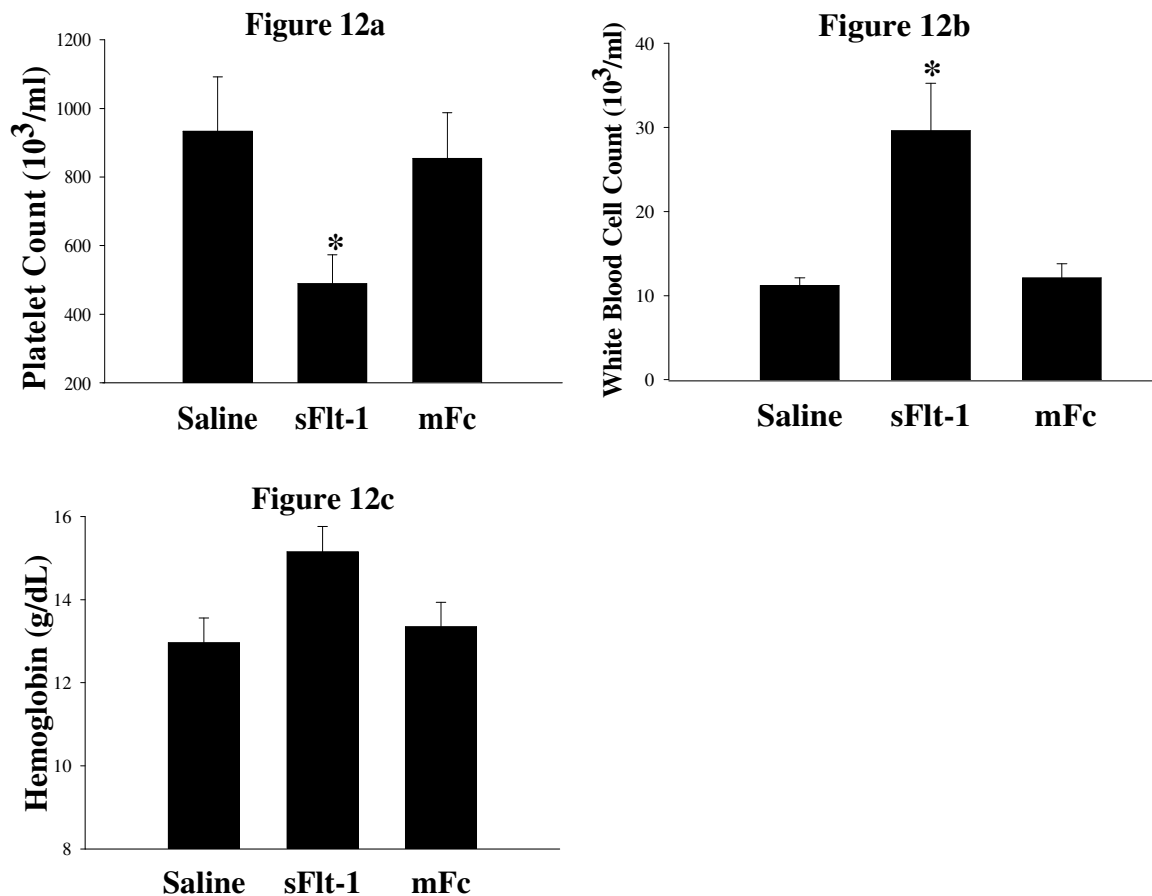 Figure 12a
Platelet Count (10³/ml)
1200
1000
800
600
400
200
*
Saline sFlt-1 mFc
Figure 12b
White Blood Cell Count (10³/ml)
40
30
20
10
0
*
Saline sFlt-1 mFc
Figure 12c
Hemoglobin (g/dL)
16
14
12
10
8
Saline sFlt-1 mFc